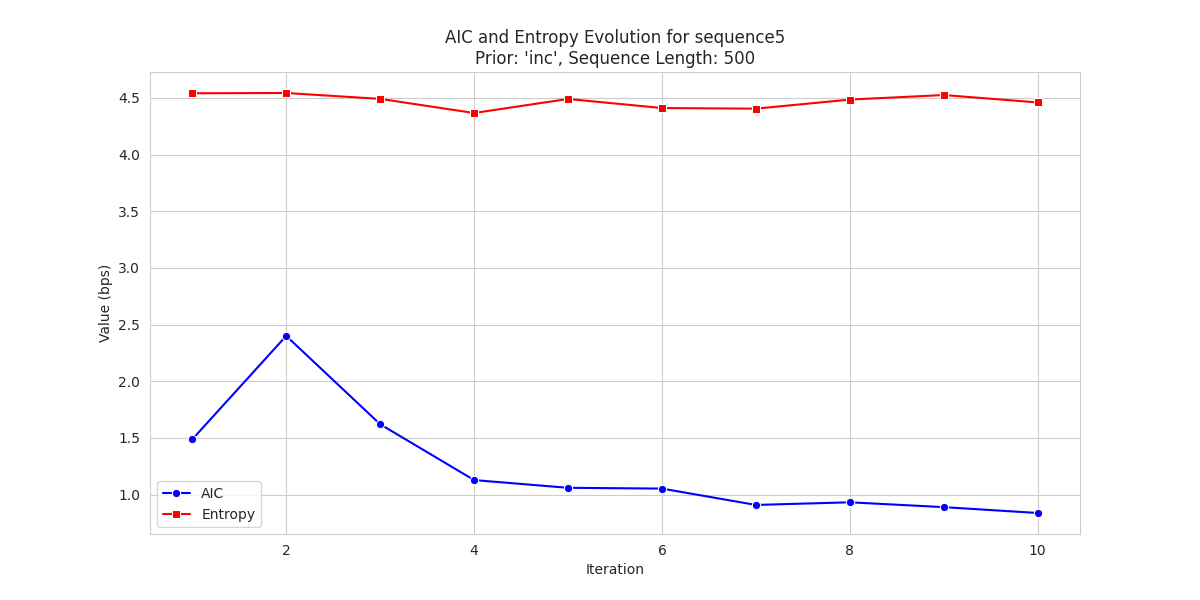 AIC and Entropy Evolution for sequence5
Prior: 'inc', Sequence Length: 500
Value (bps)
4.5
4.0
3.5
3.0
2.5
2.0
1.5
1.0
AIC
Entropy
2 4 6 8 10
Iteration